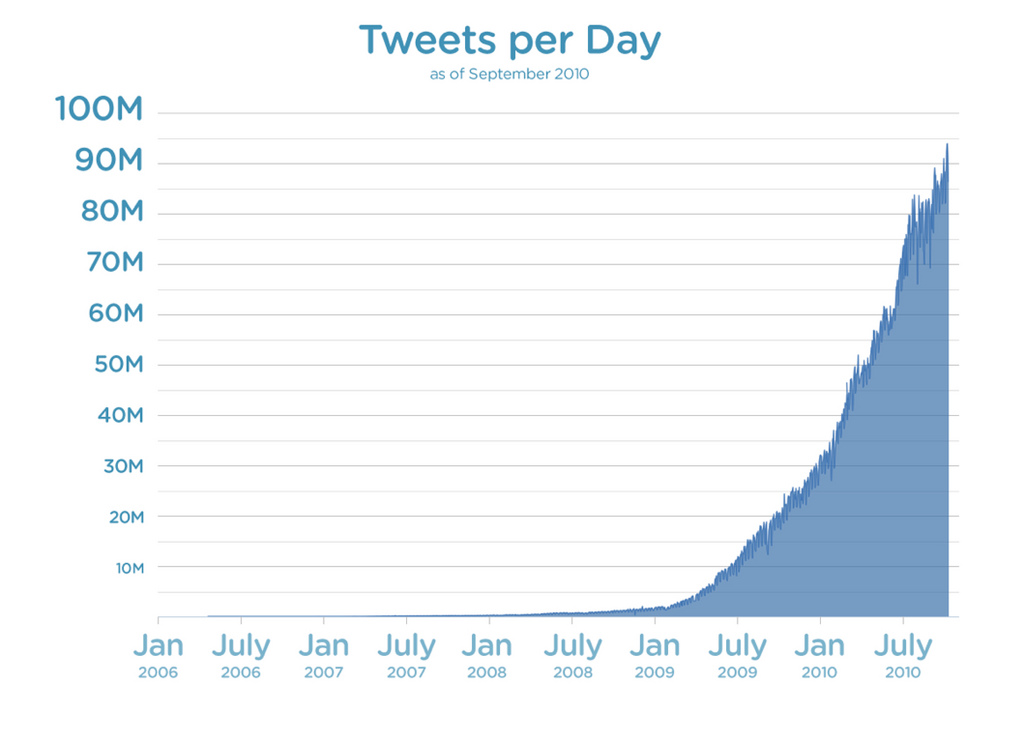 Tweets per Day
as of September 2010
100M
90M
80M
70M
60M
50M
40M
30M
20M
10M
Jan July Jan July Jan July Jan July Jan July
2006 2006 2007 2007 2008 2008 2009 2009 2010 2010